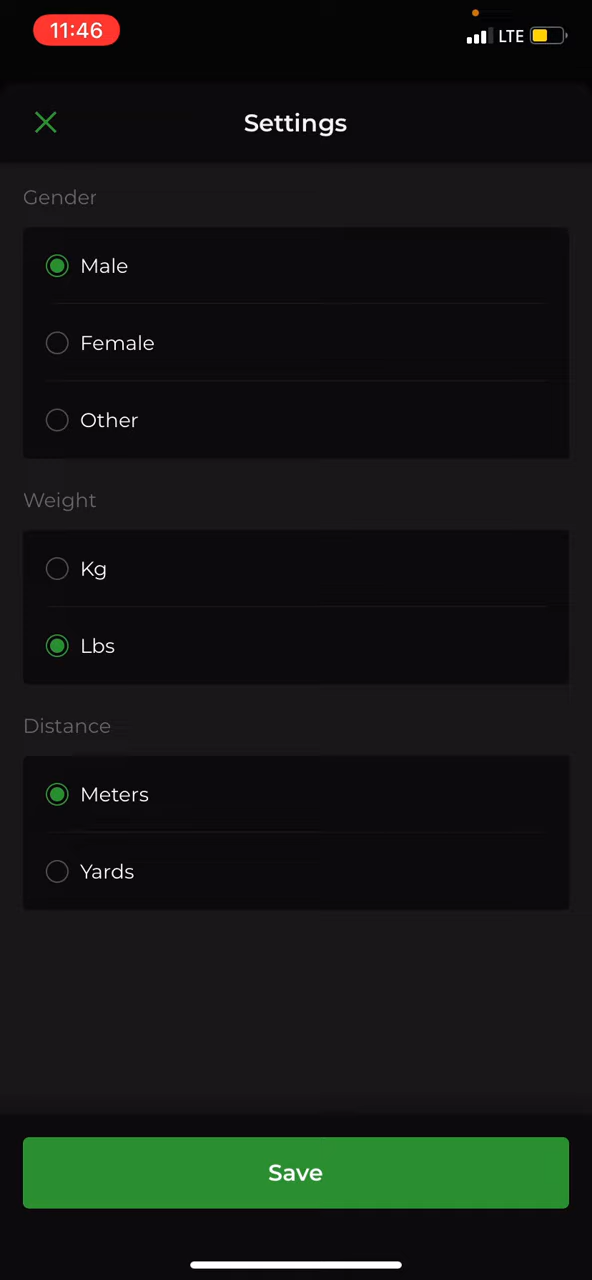 11:46
LTE
Settings
Gender
Male
Female
Other
Weight
Kg
Lbs
Distance
Meters
Yards
Save